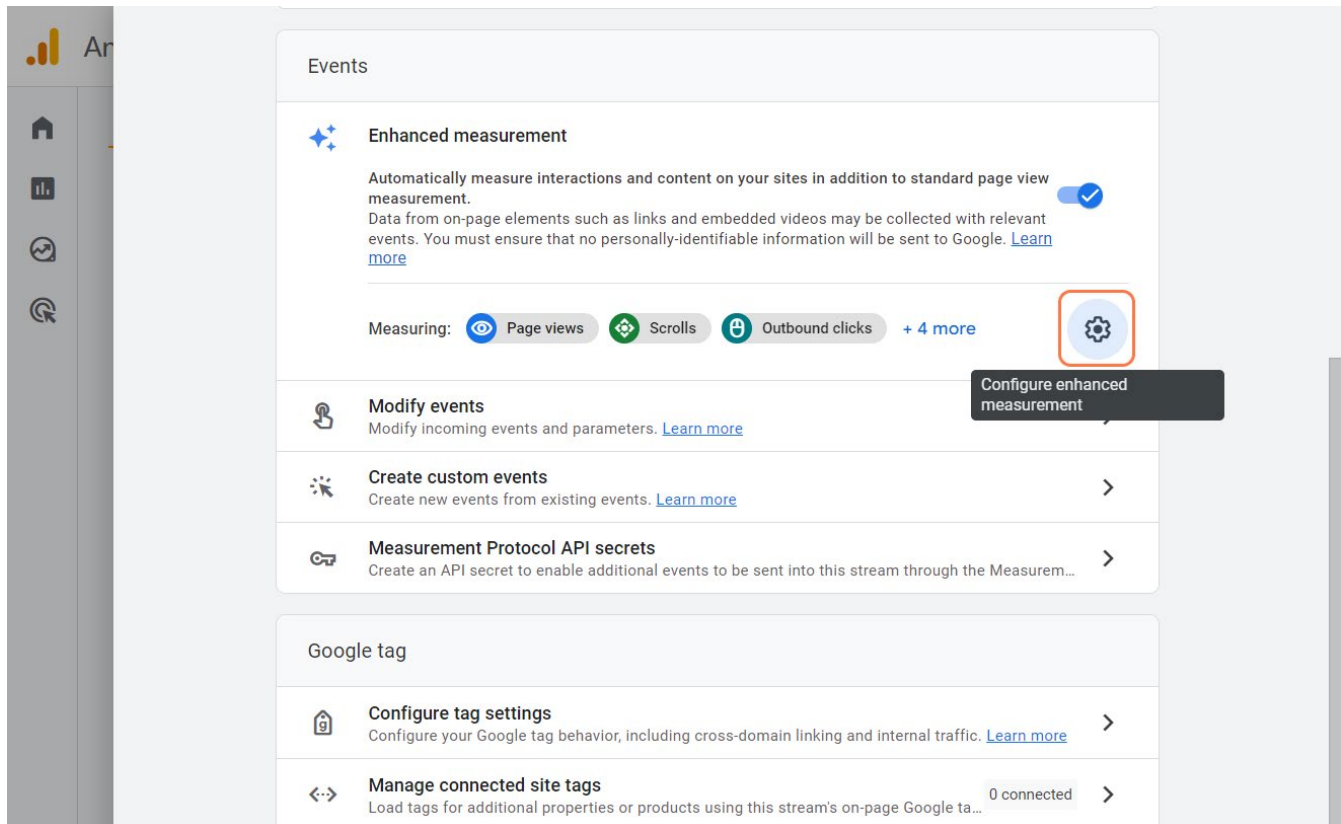 An
Events
Enhanced measurement
Automatically measure interactions and content on your sites in addition to standard page view
measurement.
Data from on-page elements such as links and embedded videos may be collected with relevant
events. You must ensure that no personally-identifiable information will be sent to Google. Learn
more
Measuring: Page views Scrolls Outbound clicks + 4 more
Configure enhanced
measurement
Modify events
Modify incoming events and parameters. Learn more
Create custom events
Create new events from existing events. Learn more
Measurement Protocol API secrets
Create an API secret to enable additional events to be sent into this stream through the Measurem...
Google tag
g
Configure tag settings
Configure your Google tag behavior, including cross-domain linking and internal traffic. Learn more
Manage connected site tags
Load tags for additional properties or products using this stream's on-page Google ta... 0 connected